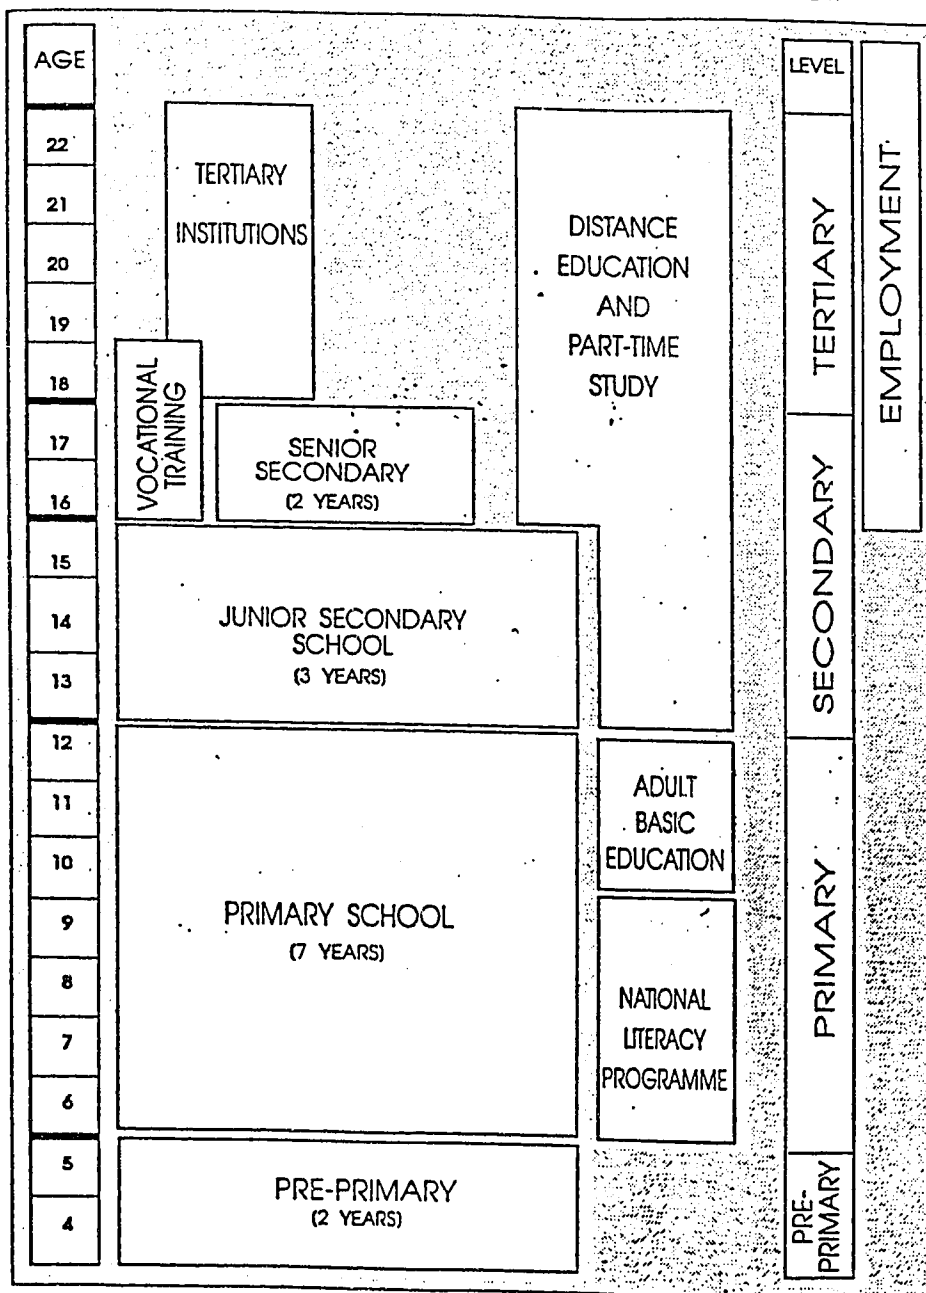 AGE
22
21
20
19
18
17
16
15
14
13
12
11
10
9
8
7
6
5
4
TERTIARY
INSTITUTIONS
VOCATIONAL
TRAINING
SENIOR
SECONDARY
(2 YEARS)
JUNIOR SECONDARY
SCHOOL
(3 YEARS)
PRIMARY SCHOOL
(7 YEARS)
PRE-PRIMARY
(2 YEARS)
DISTANCE
EDUCATION
AND
PART-TIME
STUDY
ADULT
BASIC
EDUCATION
NATIONAL
LITERACY
PROGRAMME
LEVEL
TERTIARY
SECONDARY
PRIMARY
PRE-
PRIMARY
EMPLOYMENT